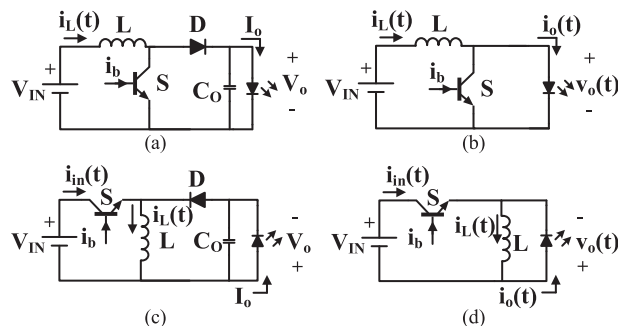 i_L(t) L D I_o
+ + V_IN i_b S C_O V_o -
(a)
L i_o(t)
+ + V_IN i_b S v_o(t) -
(b)
i_in(t) S D
+ - V_IN i_b i_L(t) L C_O V_o +
I_o
(c)
i_in(t) S
+ - V_IN i_b i_L(t) L v_o(t) +
i_o(t)
(d)